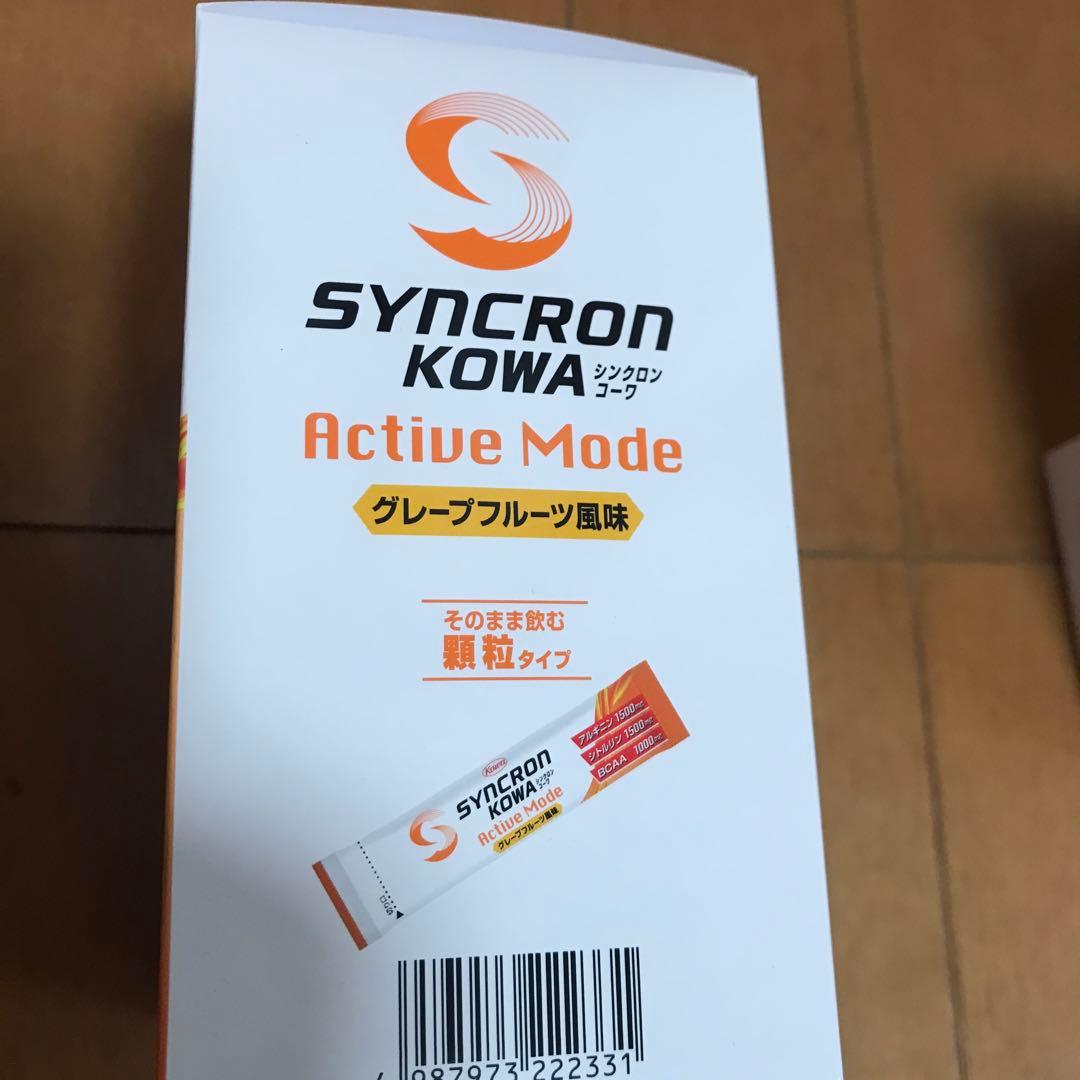 SYNCRON
KOWA シンクロン
コーワ
Active Mode
グレープフルーツ風味
そのまま飲む
顆粒タイプ
アルギニン 1500mg
シトルリン 1500mg
BCAA 1000mg
Kowa
SYNCRON
KOWA シンクロン
コーワ
Active Mode
グレープフルーツ風味
4 987973 222331